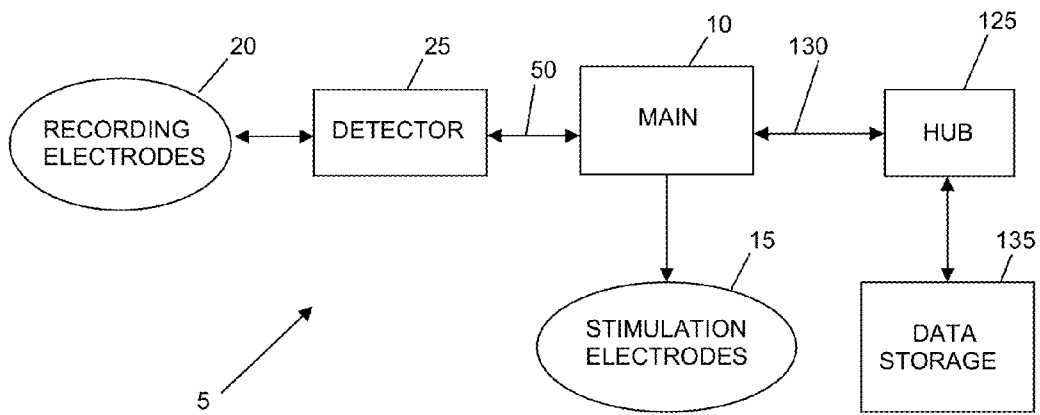 20
25
50
10
130
125
RECORDING
ELECTRODES
DETECTOR
MAIN
HUB
15
135
STIMULATION
ELECTRODES
DATA
STORAGE
5